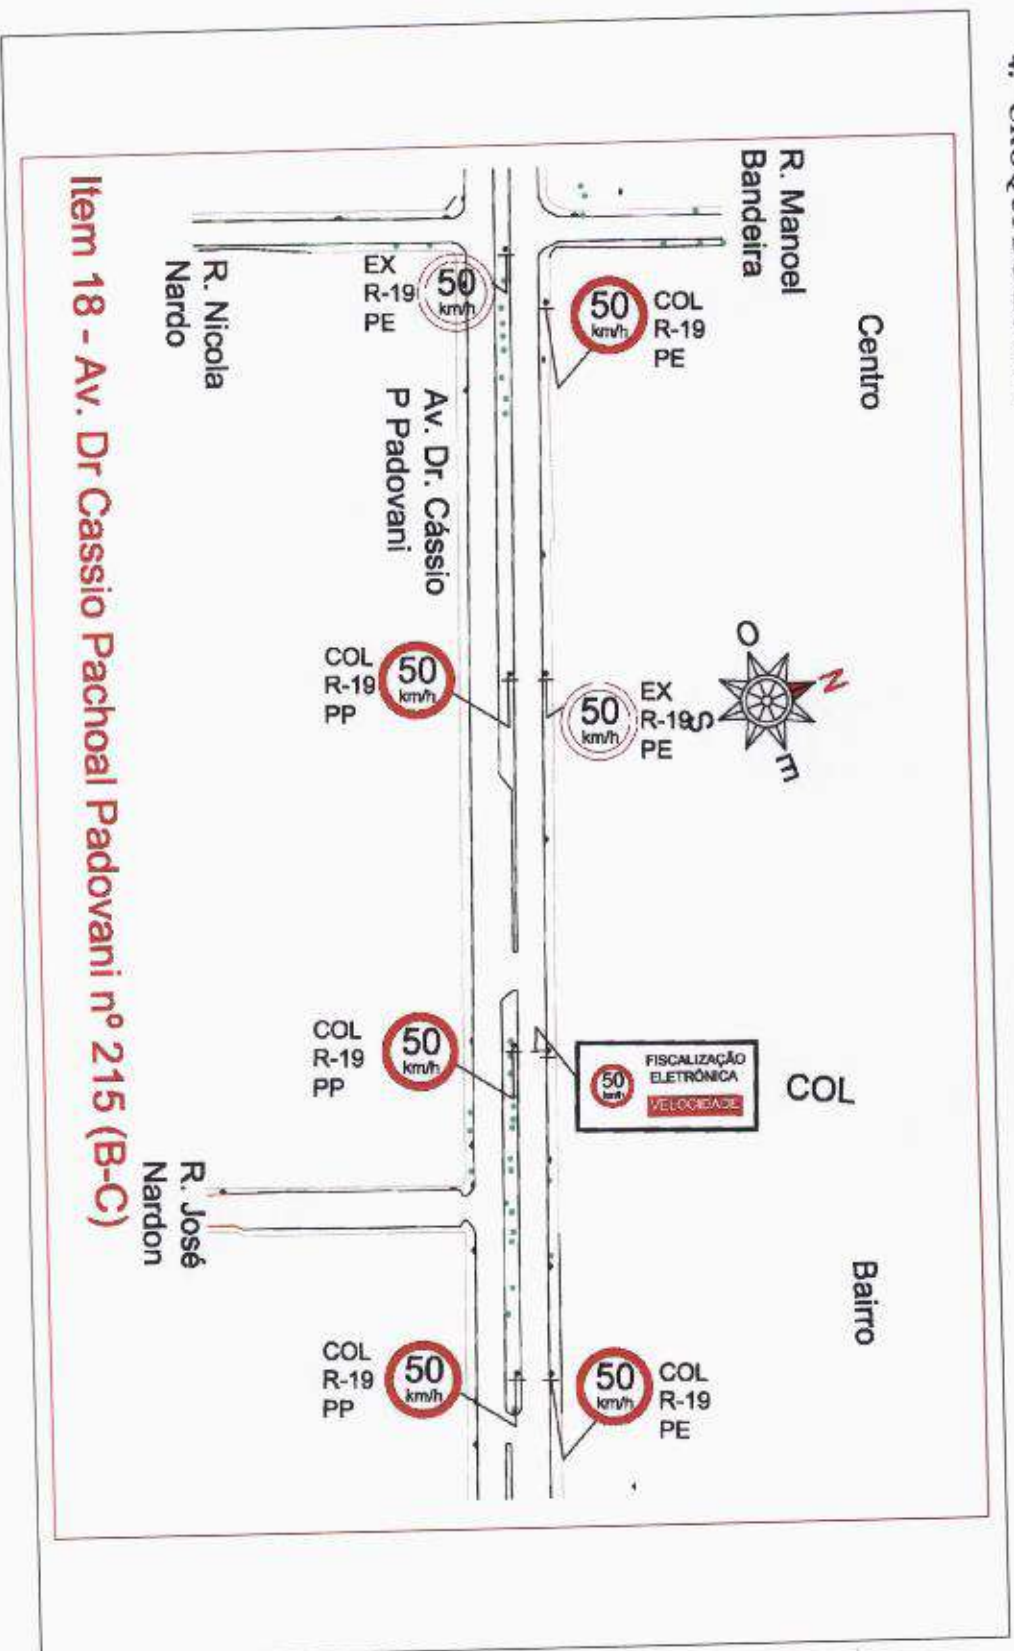 R. Manoel
Bandeira
Centro
50
km/h
COL
R-19
PE
EX
R-19
PE
50
km/h
R. Nicola
Nardo
Av. Dr. Cássio
P Padovani
O
N
S
E
COL
R-19
PP
50
km/h
50
km/h
EX
R-19
PE
COL
R-19
PP
50
km/h
50
km/h
FISCALIZAÇÃO
ELETRÔNICA
VELOCIDADE
COL
R. José
Nardon
Bairro
COL
R-19
PP
50
km/h
50
km/h
COL
R-19
PE
Item 18 - Av. Dr Cassio Pachoal Padovani nº 215 (B-C)